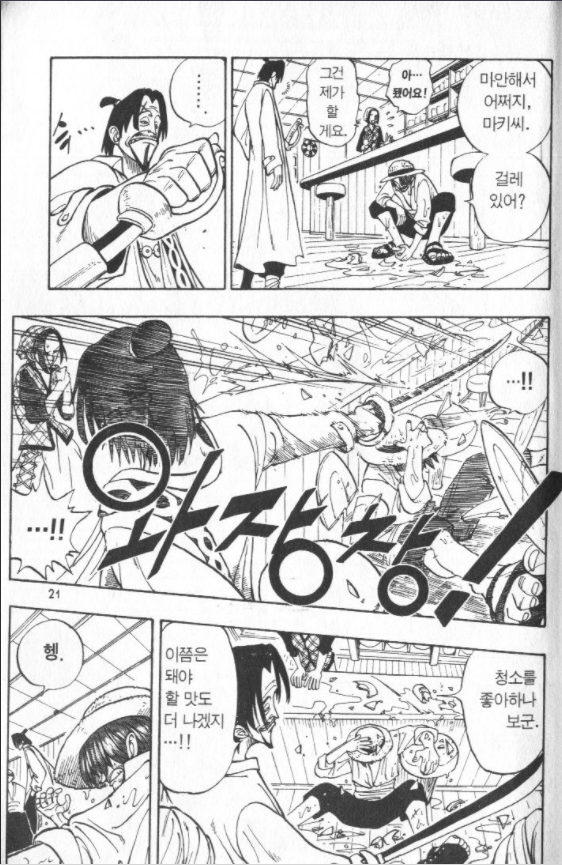 마안해서
어쩌지,
마키씨.
걸레
있어?
아…
됐어요!
그건
제가
할
게요.
……
…!!
…!!
와장창!
21
청소를
좋아하나
보군.
이쯤은
돼야
할 맛도
더 나겠지
…!!
헹.